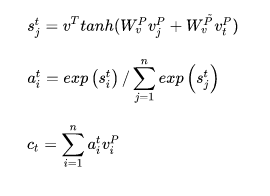 s_j^t = v^T tanh(W_v^P v_j^P + W_v^{\tilde{P}} v_t^P)
a_i^t = exp(s_i^t) / \sum_{j=1}^{n} exp(s_j^t)
c_t = \sum_{i=1}^{n} a_i^t v_i^P